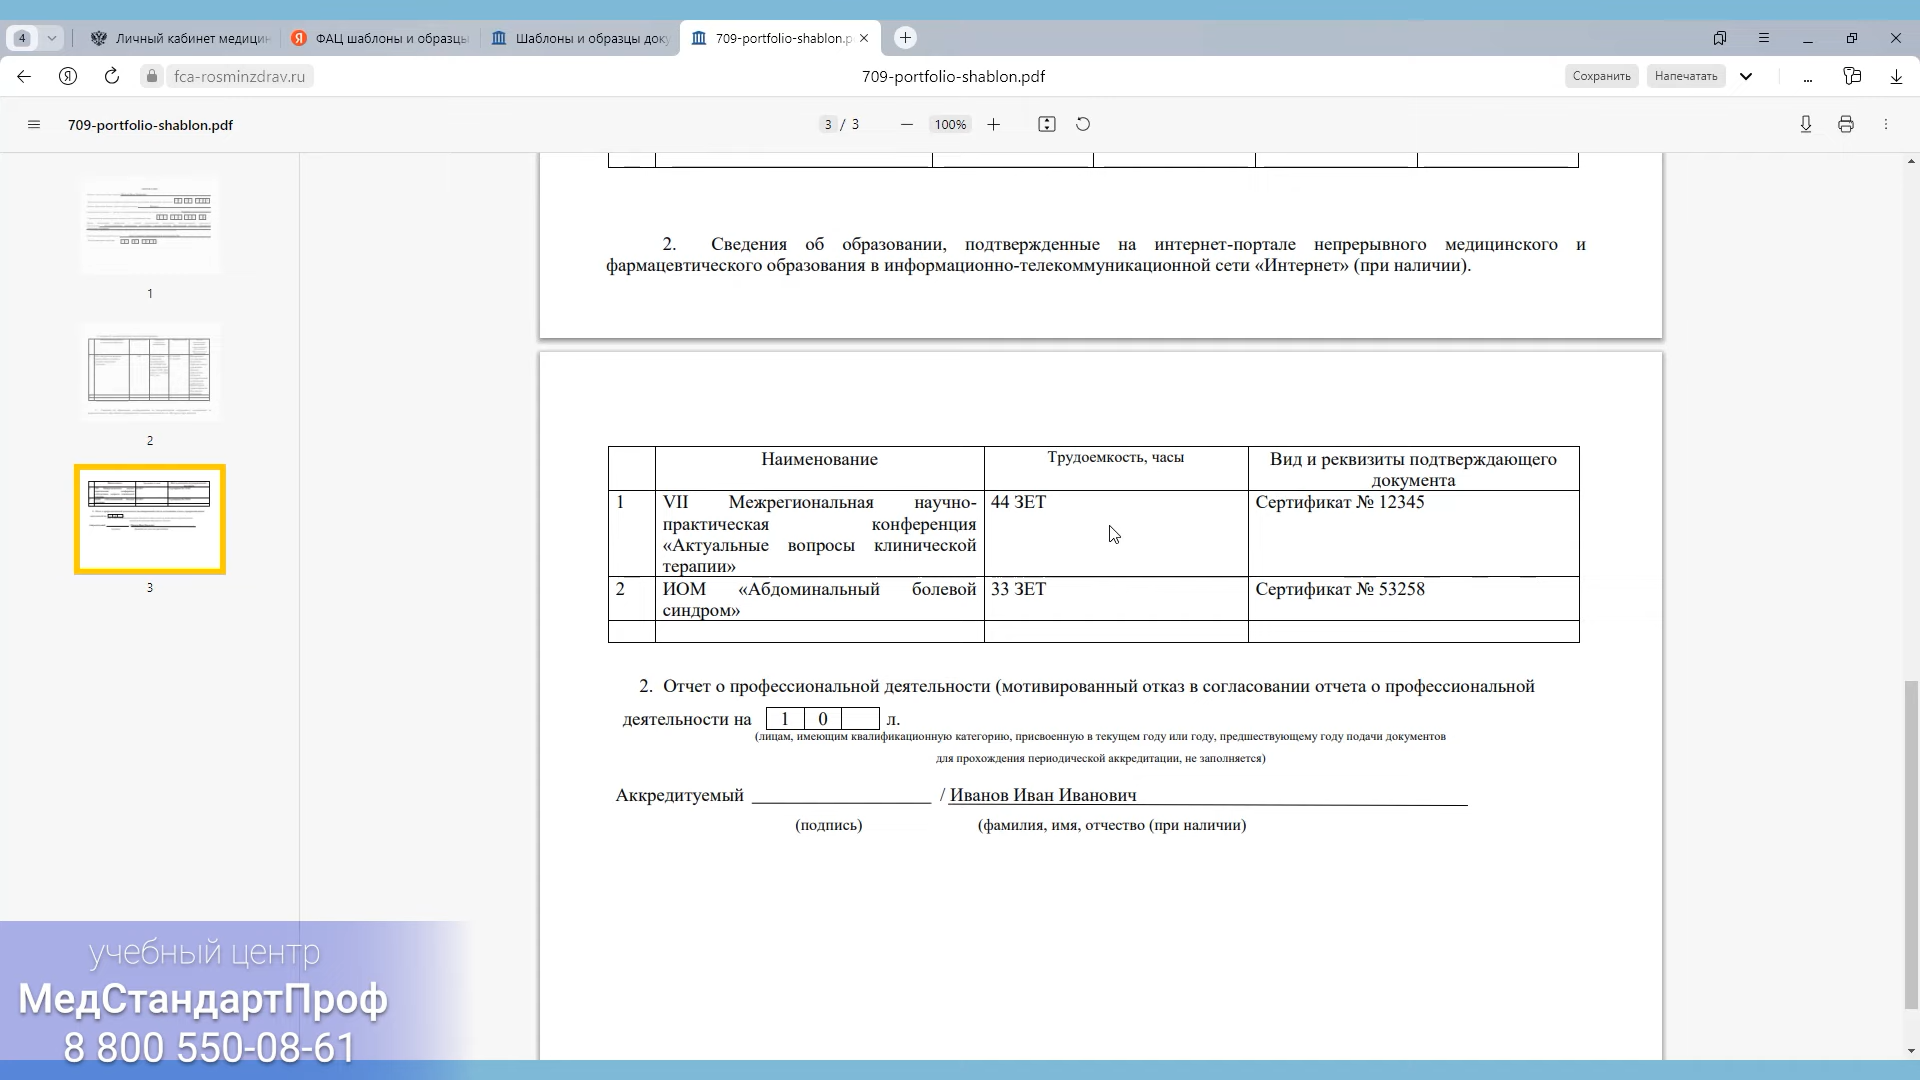 4
Личный кабинет медицин
ФАЦ шаблоны и образцы
Шаблоны и образцы доку
709-portfolio-shablon.p
fca-rosminzdrav.ru
709-portfolio-shablon.pdf
Сохранить
Напечатать
709-portfolio-shablon.pdf
3 / 3
100%
2. Сведения об образовании, подтвержденные на интернет-портале непрерывного медицинского и
фармацевтического образования в информационно-телекоммуникационной сети «Интернет» (при наличии).
1
2
3
Наименование
Трудоемкость, часы
Вид и реквизиты подтверждающего
документа
1
VII Межрегиональная научно-
практическая конференция
«Актуальные вопросы клинической
терапии»
44 ЗЕТ
Сертификат № 12345
2
ИОМ «Абдоминальный болевой
синдром»
33 ЗЕТ
Сертификат № 53258
2. Отчет о профессиональной деятельности (мотивированный отказ в согласовании отчета о профессиональной
деятельности на 1 0 л.
(лицам, имеющим квалификационную категорию, присвоенную в текущем году или году, предшествующему году подачи документов
для прохождения периодической аккредитации, не заполняется)
Аккредитуемый ____________________ / Иванов Иван Иванович
(подпись) (фамилия, имя, отчество (при наличии)
учебный центр
МедСтандартПроф
8 800 550-08-61